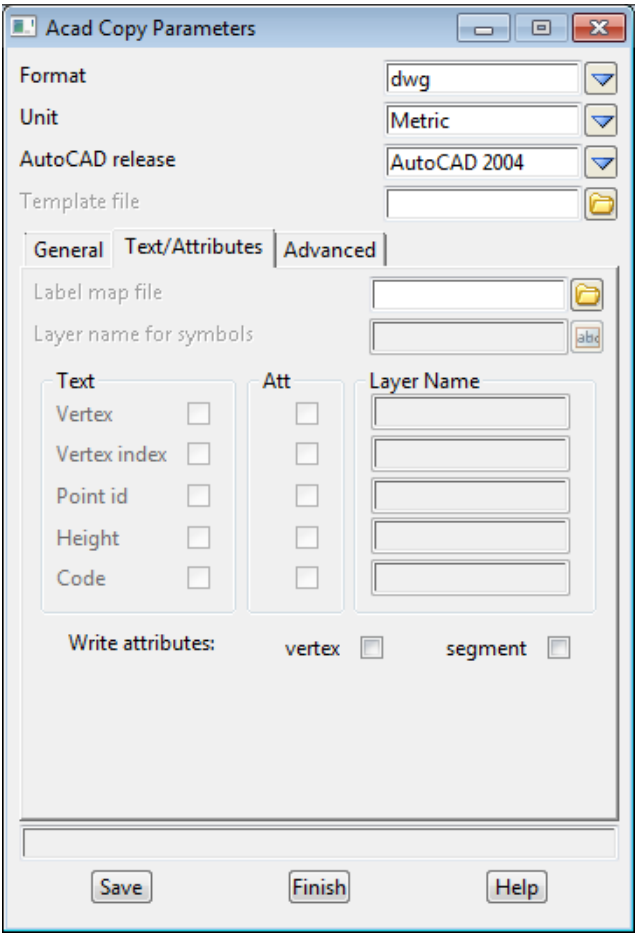 Acad Copy Parameters
Format dwg
Unit Metric
AutoCAD release AutoCAD 2004
Template file
General Text/Attributes Advanced
Label map file
Layer name for symbols abc
Text Att Layer Name
Vertex
Vertex index
Point id
Height
Code
Write attributes: vertex segment
Save Finish Help